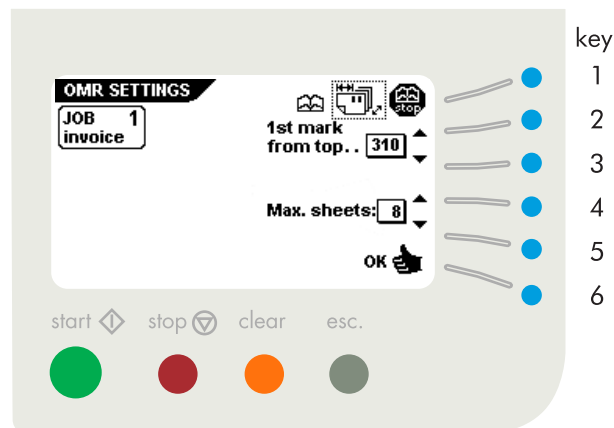 key
OMR SETTINGS
JOB 1
invoice
stop
1st mark
from top. . 310
Max. sheets: 8
OK
1
2
3
4
5
6
start stop clear esc.